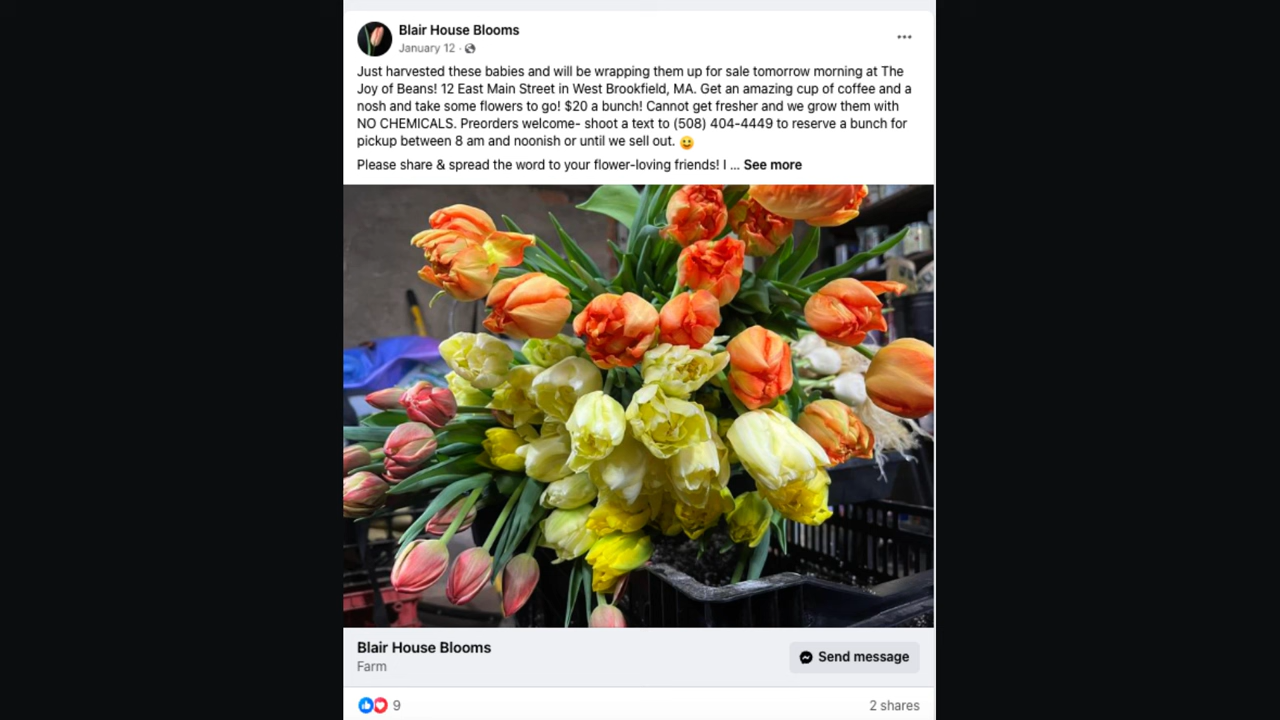 Blair House Blooms
January 12 ·
Just harvested these babies and will be wrapping them up for sale tomorrow morning at The
Joy of Beans! 12 East Main Street in West Brookfield, MA. Get an amazing cup of coffee and a
nosh and take some flowers to go! $20 a bunch! Cannot get fresher and we grow them with
NO CHEMICALS. Preorders welcome- shoot a text to (508) 404-4449 to reserve a bunch for
pickup between 8 am and noonish or until we sell out. 😀
Please share & spread the word to your flower-loving friends! I ... See more
Blair House Blooms
Farm
Send message
9
2 shares